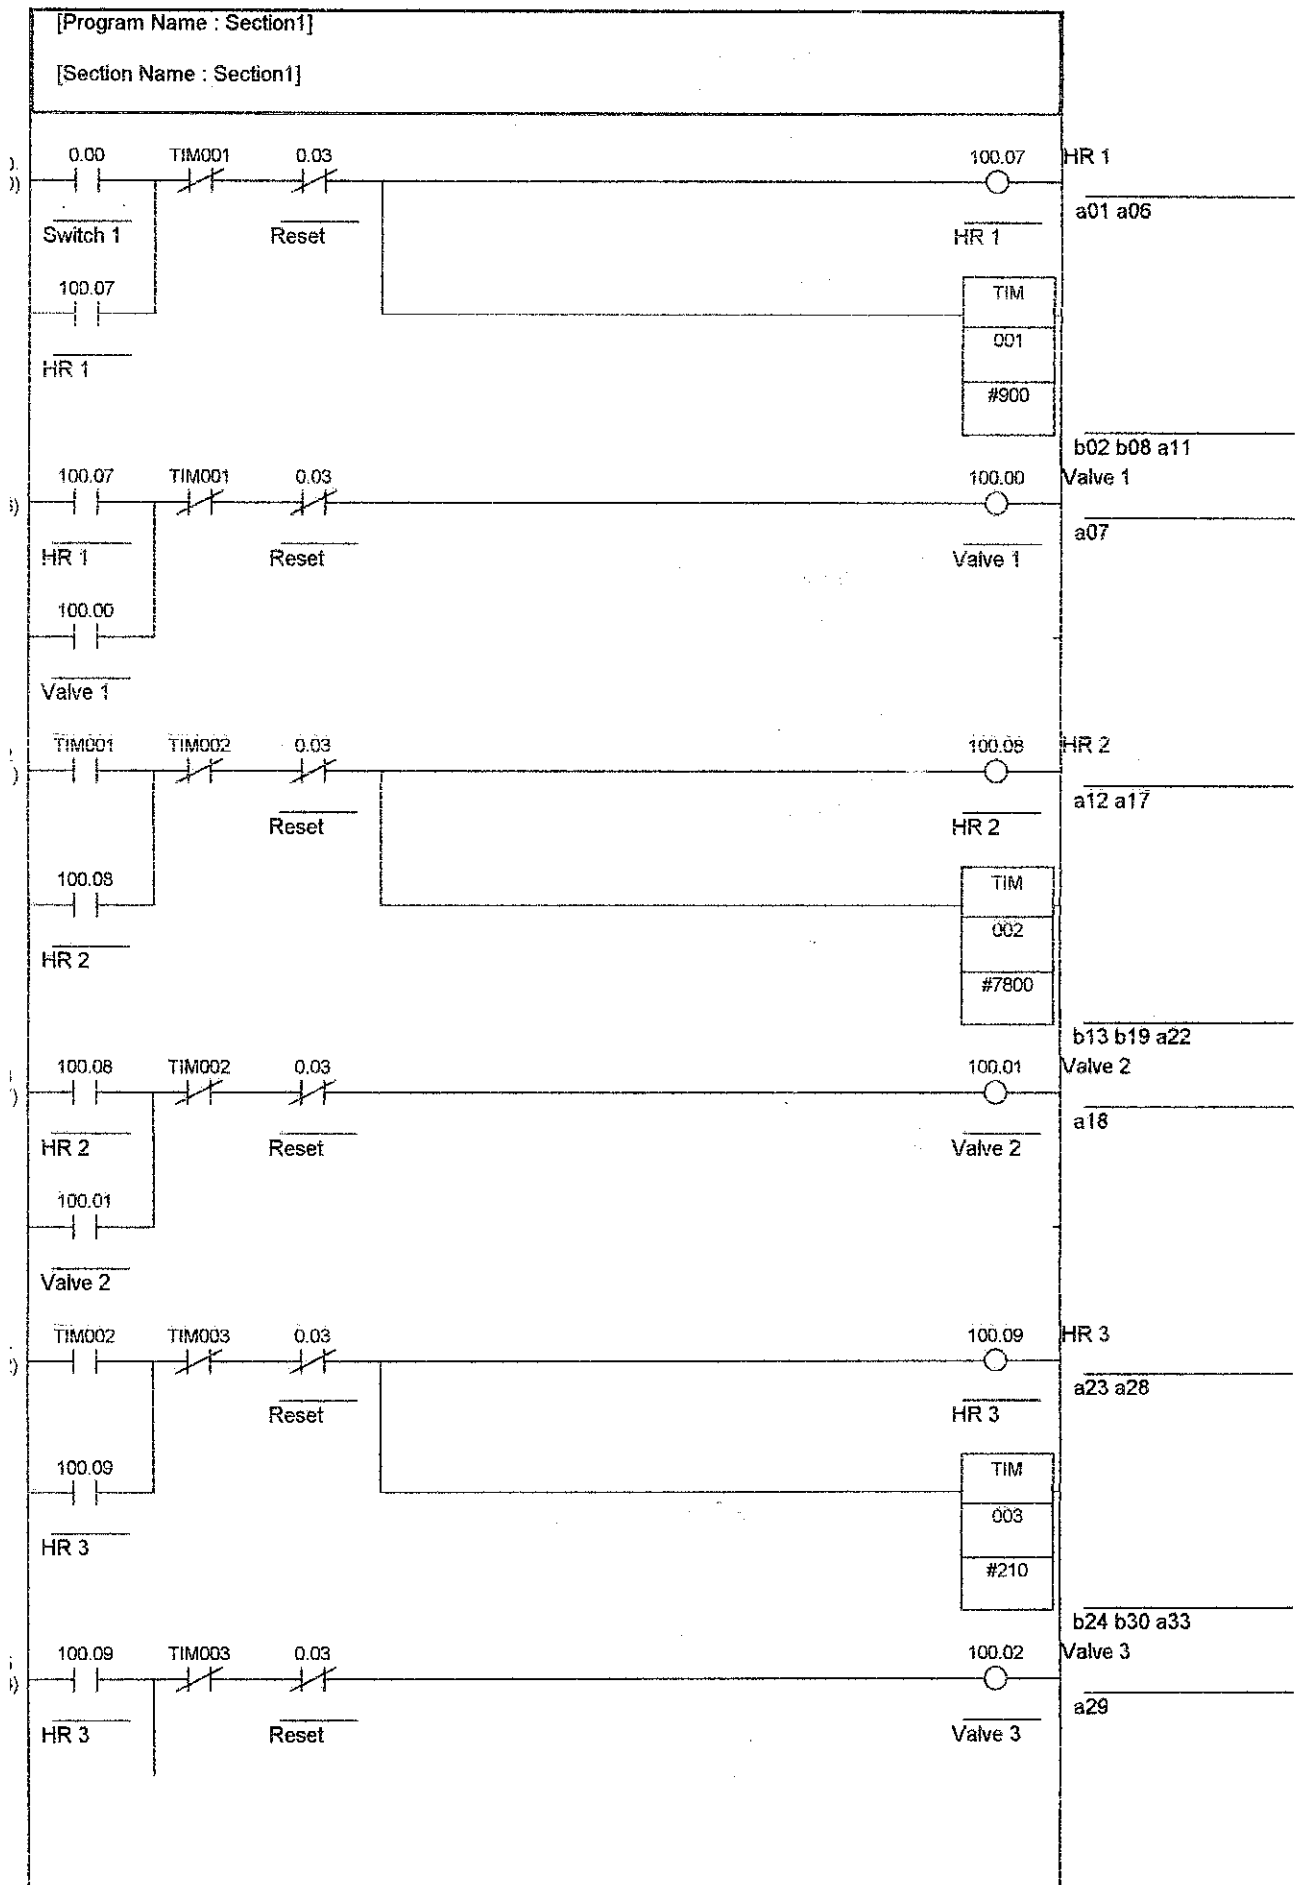 [Program Name : Section1]
[Section Name : Section1]
0.00 TIM001 0.03 100.07 HR 1
a01 a06
Switch 1 Reset HR 1
100.07 TIM
HR 1 001
#900
b02 b08 a11
100.07 TIM001 0.03 100.00 Valve 1
a07
HR 1 Reset Valve 1
100.00
Valve 1
TIM001 TIM002 0.03 100.08 HR 2
a12 a17
Reset HR 2
100.08 TIM
HR 2 002
#7800
b13 b19 a22
100.08 TIM002 0.03 100.01 Valve 2
a18
HR 2 Reset Valve 2
100.01
Valve 2
TIM002 TIM003 0.03 100.09 HR 3
a23 a28
Reset HR 3
100.09 TIM
HR 3 003
#210
b24 b30 a33
100.09 TIM003 0.03 100.02 Valve 3
a29
HR 3 Reset Valve 3